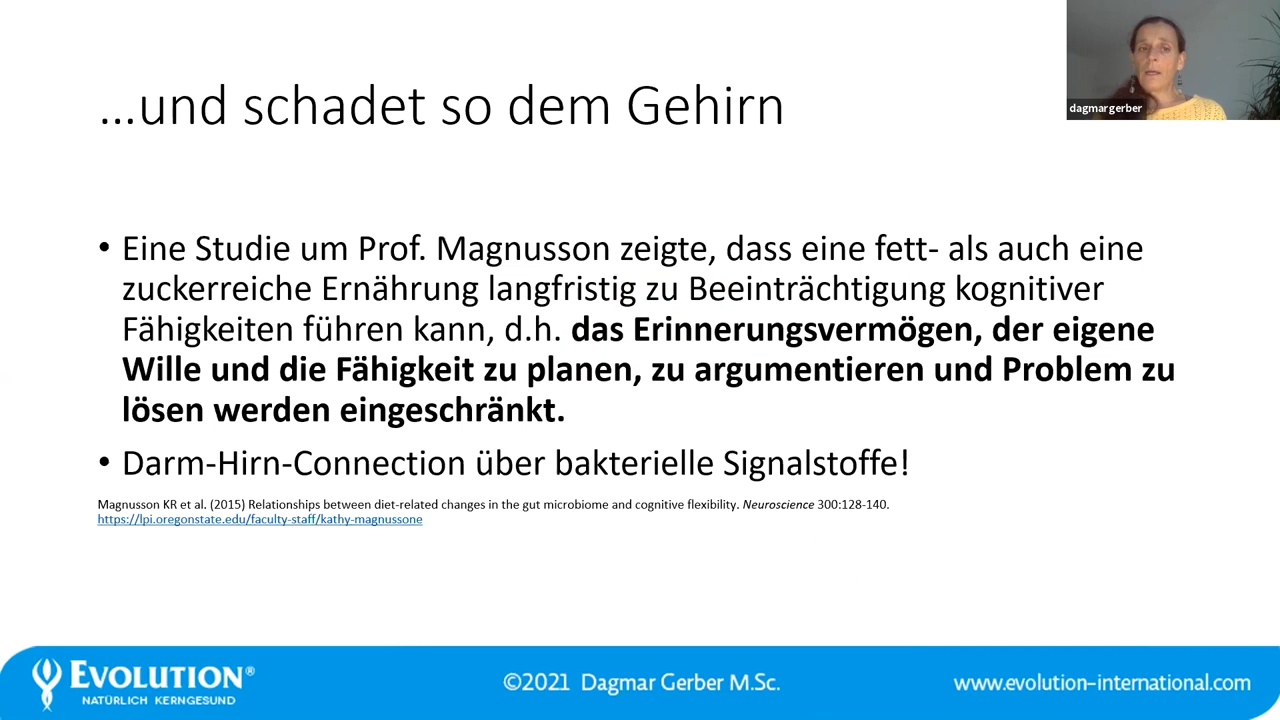 dagmargerber
...und schadet so dem Gehirn
• Eine Studie um Prof. Magnusson zeigte, dass eine fett- als auch eine
zuckerreiche Ernährung langfristig zu Beeinträchtigung kognitiver
Fähigkeiten führen kann, d.h. das Erinnerungsvermögen, der eigene
Wille und die Fähigkeit zu planen, zu argumentieren und Problem zu
lösen werden eingeschränkt.
• Darm-Hirn-Connection über bakterielle Signalstoffe!
Magnusson KR et al. (2015) Relationships between diet-related changes in the gut microbiome and cognitive flexibility. Neuroscience 300:128-140.
https://lpi.oregonstate.edu/faculty-staff/kathy-magnussone
EVOLUTION®
NATÜRLICH KERNGESUND
©2021 Dagmar Gerber M.Sc.
www.evolution-international.com